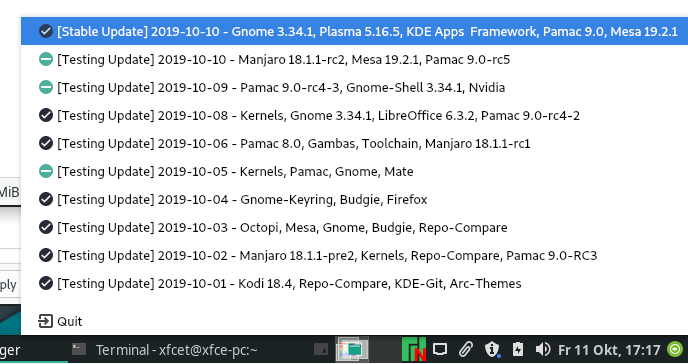 [Stable Update] 2019-10-10 - Gnome 3.34.1, Plasma 5.16.5, KDE Apps  Framework, Pamac 9.0, Mesa 19.2.1
[Testing Update] 2019-10-10 - Manjaro 18.1.1-rc2, Mesa 19.2.1, Pamac 9.0-rc5
[Testing Update] 2019-10-09 - Pamac 9.0-rc4-3, Gnome-Shell 3.34.1, Nvidia
[Testing Update] 2019-10-08 - Kernels, Gnome 3.34.1, LibreOffice 6.3.2, Pamac 9.0-rc4-2
[Testing Update] 2019-10-06 - Pamac 8.0, Gambas, Toolchain, Manjaro 18.1.1-rc1
[Testing Update] 2019-10-05 - Kernels, Pamac, Gnome, Mate
MiB
[Testing Update] 2019-10-04 - Gnome-Keyring, Budgie, Firefox
[Testing Update] 2019-10-03 - Octopi, Mesa, Gnome, Budgie, Repo-Compare
[Testing Update] 2019-10-02 - Manjaro 18.1.1-pre2, Kernels, Repo-Compare, Pamac 9.0-RC3
ply
[Testing Update] 2019-10-01 - Kodi 18.4, Repo-Compare, KDE-Git, Arc-Themes
Quit
ger
Terminal - xfcet@xfce-pc:~
N
Fr 11 Okt, 17:17